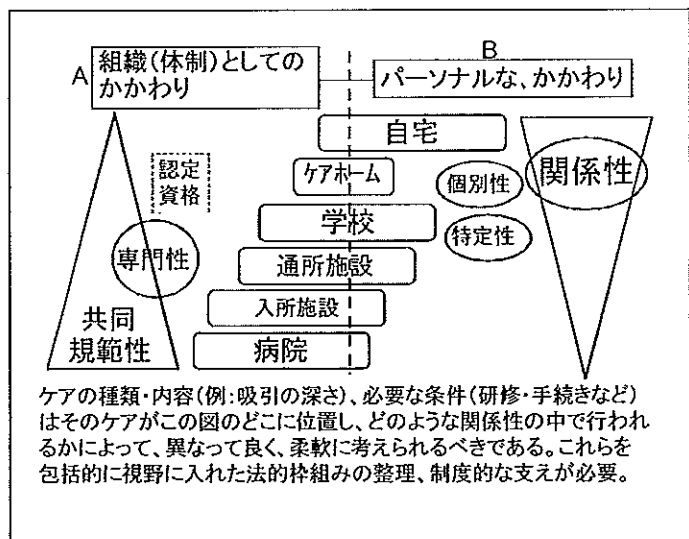 A
組織(体制)としての
かかわり
B
パーソナルな、かかわり
自宅
認定
資格
ケアホーム
個別性
関係性
学校
特定性
専門性
通所施設
共同
規範性
入所施設
病院
ケアの種類・内容(例:吸引の深さ)、必要な条件(研修・手続きなど)
はそのケアがこの図のどこに位置し、どのような関係性の中で行われ
るかによって、異なって良く、柔軟に考えられるべきである。これらを
包括的に視野に入れた法的枠組みの整理、制度的な支えが必要。